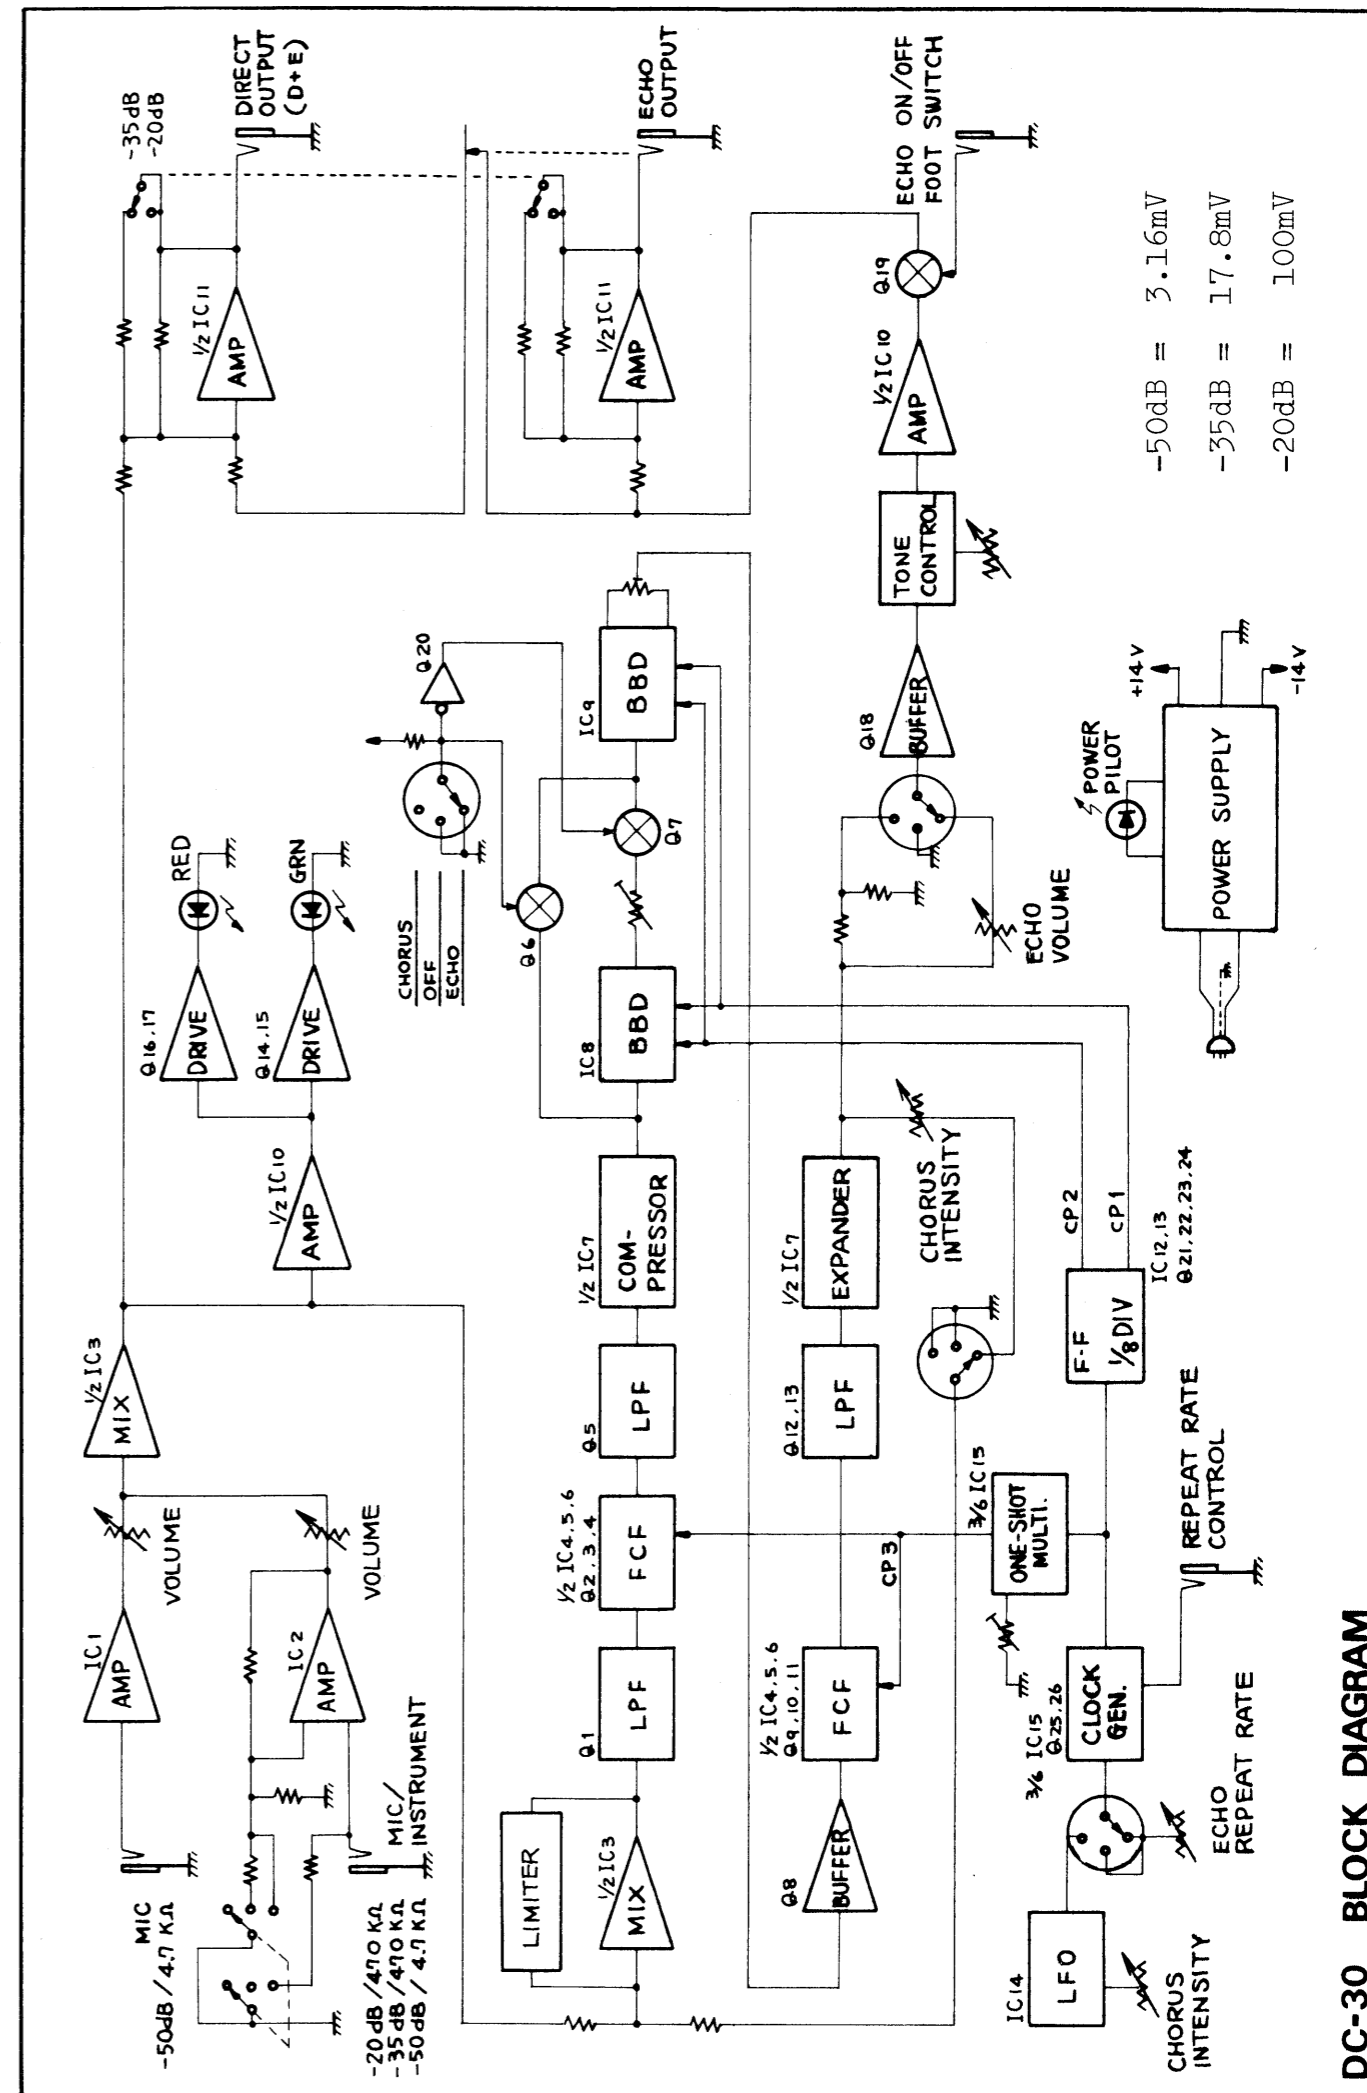 MIC
-50dB / 4.7 KΩ
IC1
AMP
VOLUME
1/2 IC3
MIX
-20dB / 470 KΩ
-35dB / 470 KΩ
-50dB / 4.7 KΩ
MIC/
INSTRUMENT
IC2
AMP
VOLUME
1/2 IC10
AMP
Q16,17
DRIVE
RED
Q14,15
DRIVE
GRN
-35dB
-20dB
1/2 IC11
AMP
DIRECT
OUTPUT
(D+E)
CHORUS
OFF
ECHO
Q20
Q6
Q7
LIMITER
1/2 IC3
MIX
Q1
LPF
1/2 IC4,5,6
Q2,3,4
FCF
Q5
LPF
1/2 IC7
COM-
PRESSOR
IC8
BBD
IC9
BBD
1/2 IC11
AMP
ECHO
OUTPUT
Q8
BUFFER
1/2 IC4,5,6
Q9,10,11
FCF
CP3
Q12,13
LPF
1/2 IC7
EXPANDER
CHORUS
INTENSITY
ECHO
VOLUME
Q18
BUFFER
TONE
CONTROL
1/2 IC10
AMP
Q19
ECHO ON/OFF
FOOT SWITCH
IC14
LFO
CHORUS
INTENSITY
ECHO
REPEAT RATE
3/6 IC15
Q25,26
CLOCK
GEN.
3/6 IC15
ONE-SHOT
MULTI.
REPEAT RATE
CONTROL
F-F
1/8 DIV
IC12,13
Q21,22,23,24
CP2
CP1
POWER
PILOT
POWER SUPPLY
+14V
-14V
-50dB = 3.16mV
-35dB = 17.8mV
-20dB = 100mV
DC-30 BLOCK DIAGRAM